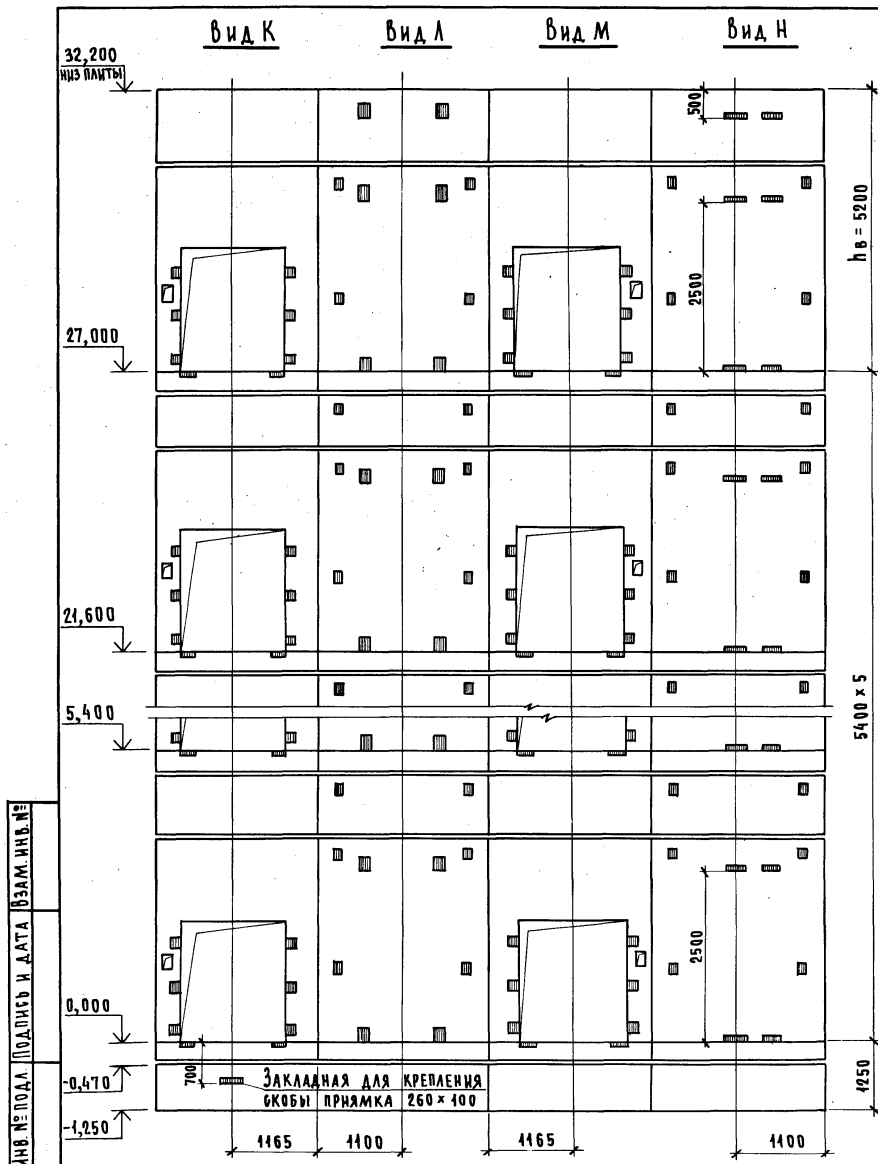 Вид К
Вид Л
Вид М
Вид Н
32,200
низ плиты
500
hв = 5200
2500
27,000
21,600
5,400
5400 x 5
2500
0,000
700
Закладная для крепления
скобы приямка 260 x 100
-0,470
-1,250
1250
1165
1100
1165
1100
Взам. инв. №
Подпись и дата
Инв. № подл.